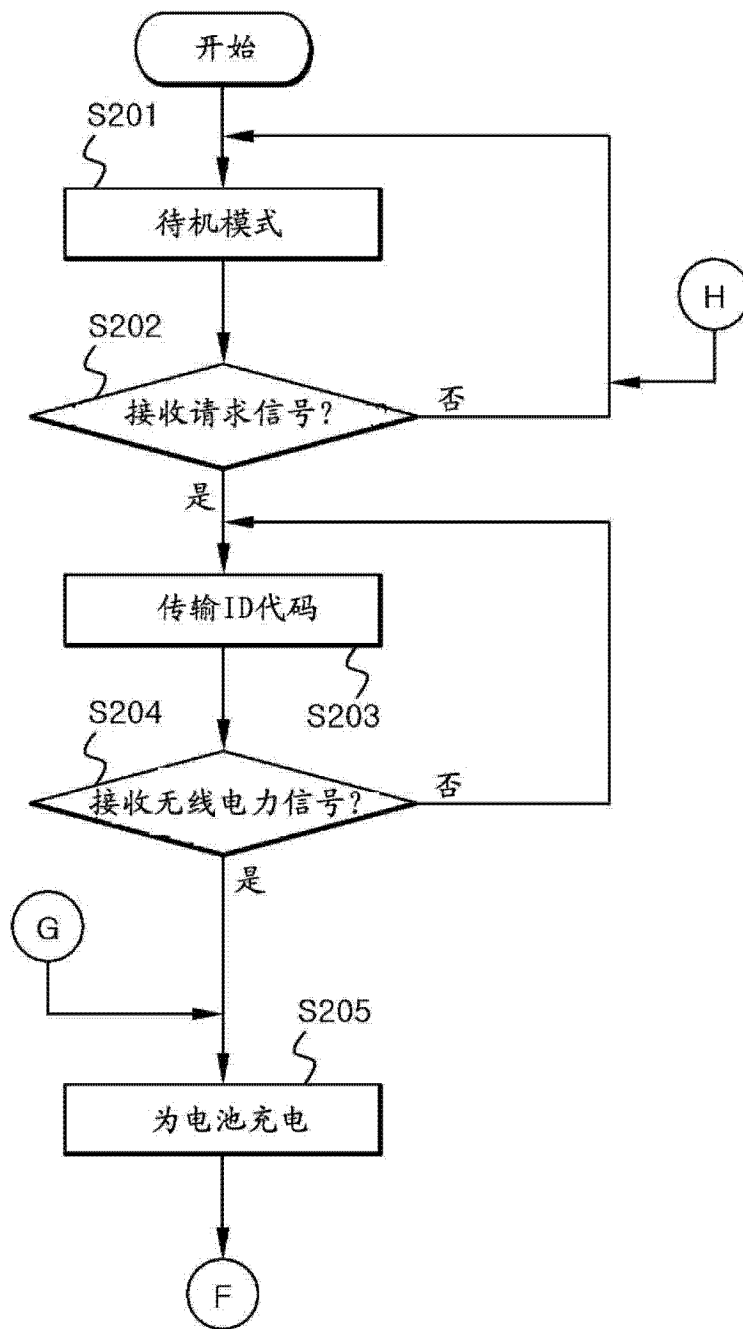 开始
S201
待机模式
H
S202
接收请求信号?
否
是
传输ID代码
S203
S204
接收无线电力信号?
否
是
G
S205
为电池充电
F